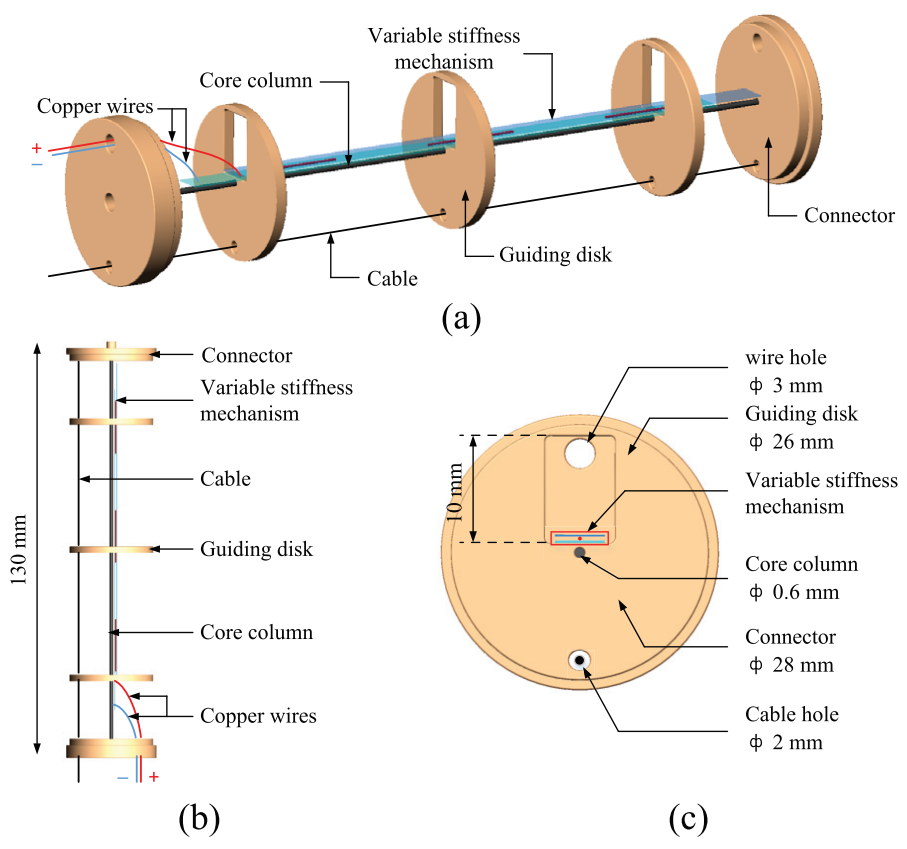 Variable stiffness
mechanism
Core column
Copper wires
+
−
Connector
Guiding disk
Cable
(a)
Connector
Variable stiffness
mechanism
Cable
130 mm
Guiding disk
Core column
Copper wires
− +
(b)
wire hole
ф 3 mm
Guiding disk
ф 26 mm
10 mm
Variable stiffness
mechanism
Core column
ф 0.6 mm
Connector
ф 28 mm
Cable hole
ф 2 mm
(c)